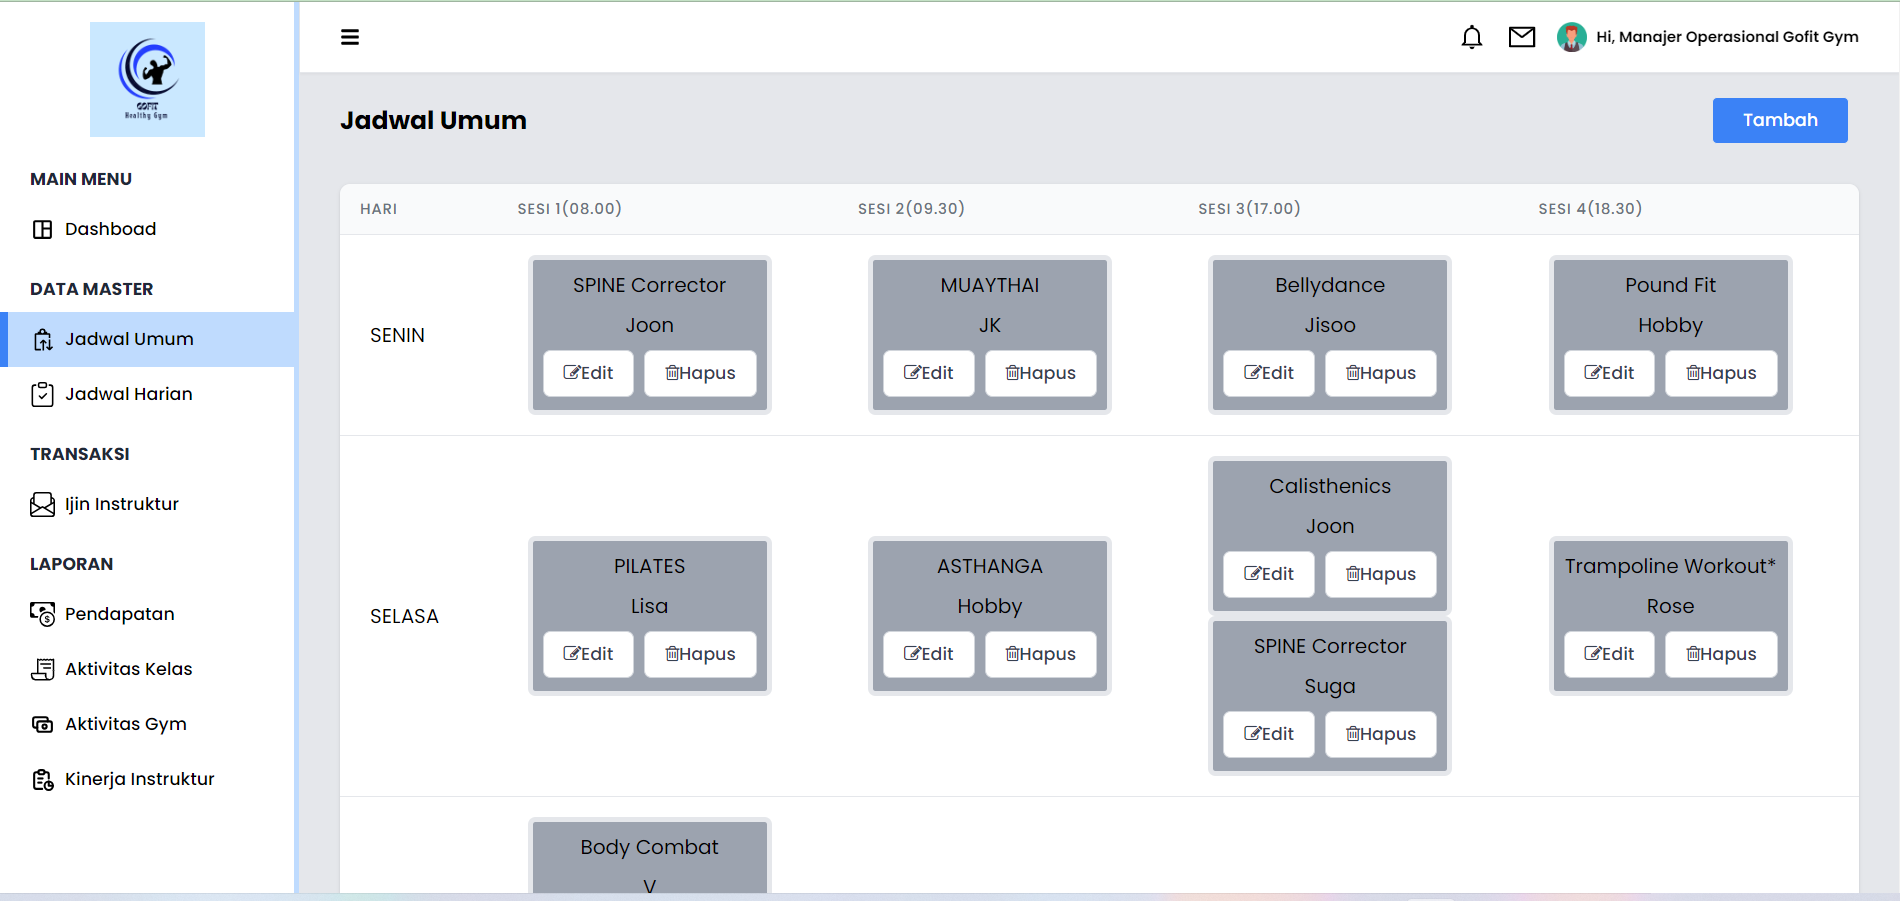 GOFIT
Healthy Gym
MAIN MENU
Dashboad
DATA MASTER
Jadwal Umum
Jadwal Harian
TRANSAKSI
Ijin Instruktur
LAPORAN
Pendapatan
Aktivitas Kelas
Aktivitas Gym
Kinerja Instruktur
Hi, Manajer Operasional Gofit Gym
Jadwal Umum
Tambah
HARI SESI 1(08.00) SESI 2(09.30) SESI 3(17.00) SESI 4(18.30)
SENIN
SPINE Corrector
Joon
Edit Hapus
MUAYTHAI
JK
Edit Hapus
Bellydance
Jisoo
Edit Hapus
Pound Fit
Hobby
Edit Hapus
SELASA
PILATES
Lisa
Edit Hapus
ASTHANGA
Hobby
Edit Hapus
Calisthenics
Joon
Edit Hapus
SPINE Corrector
Suga
Edit Hapus
Trampoline Workout*
Rose
Edit Hapus
Body Combat
V